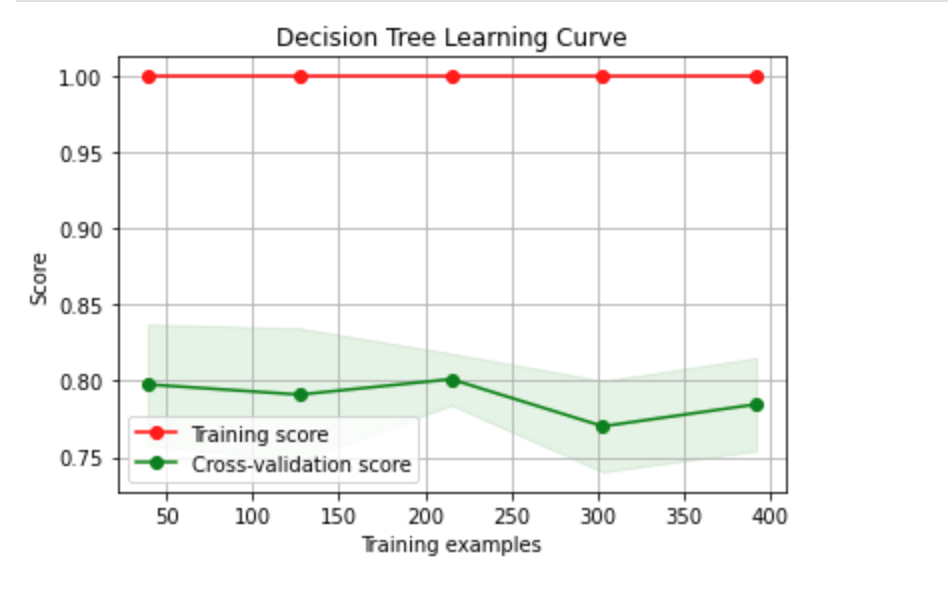 Decision Tree Learning Curve
1.00
0.95
0.90
0.85
0.80
0.75
Score
Training score
Cross-validation score
50 100 150 200 250 300 350 400
Training examples